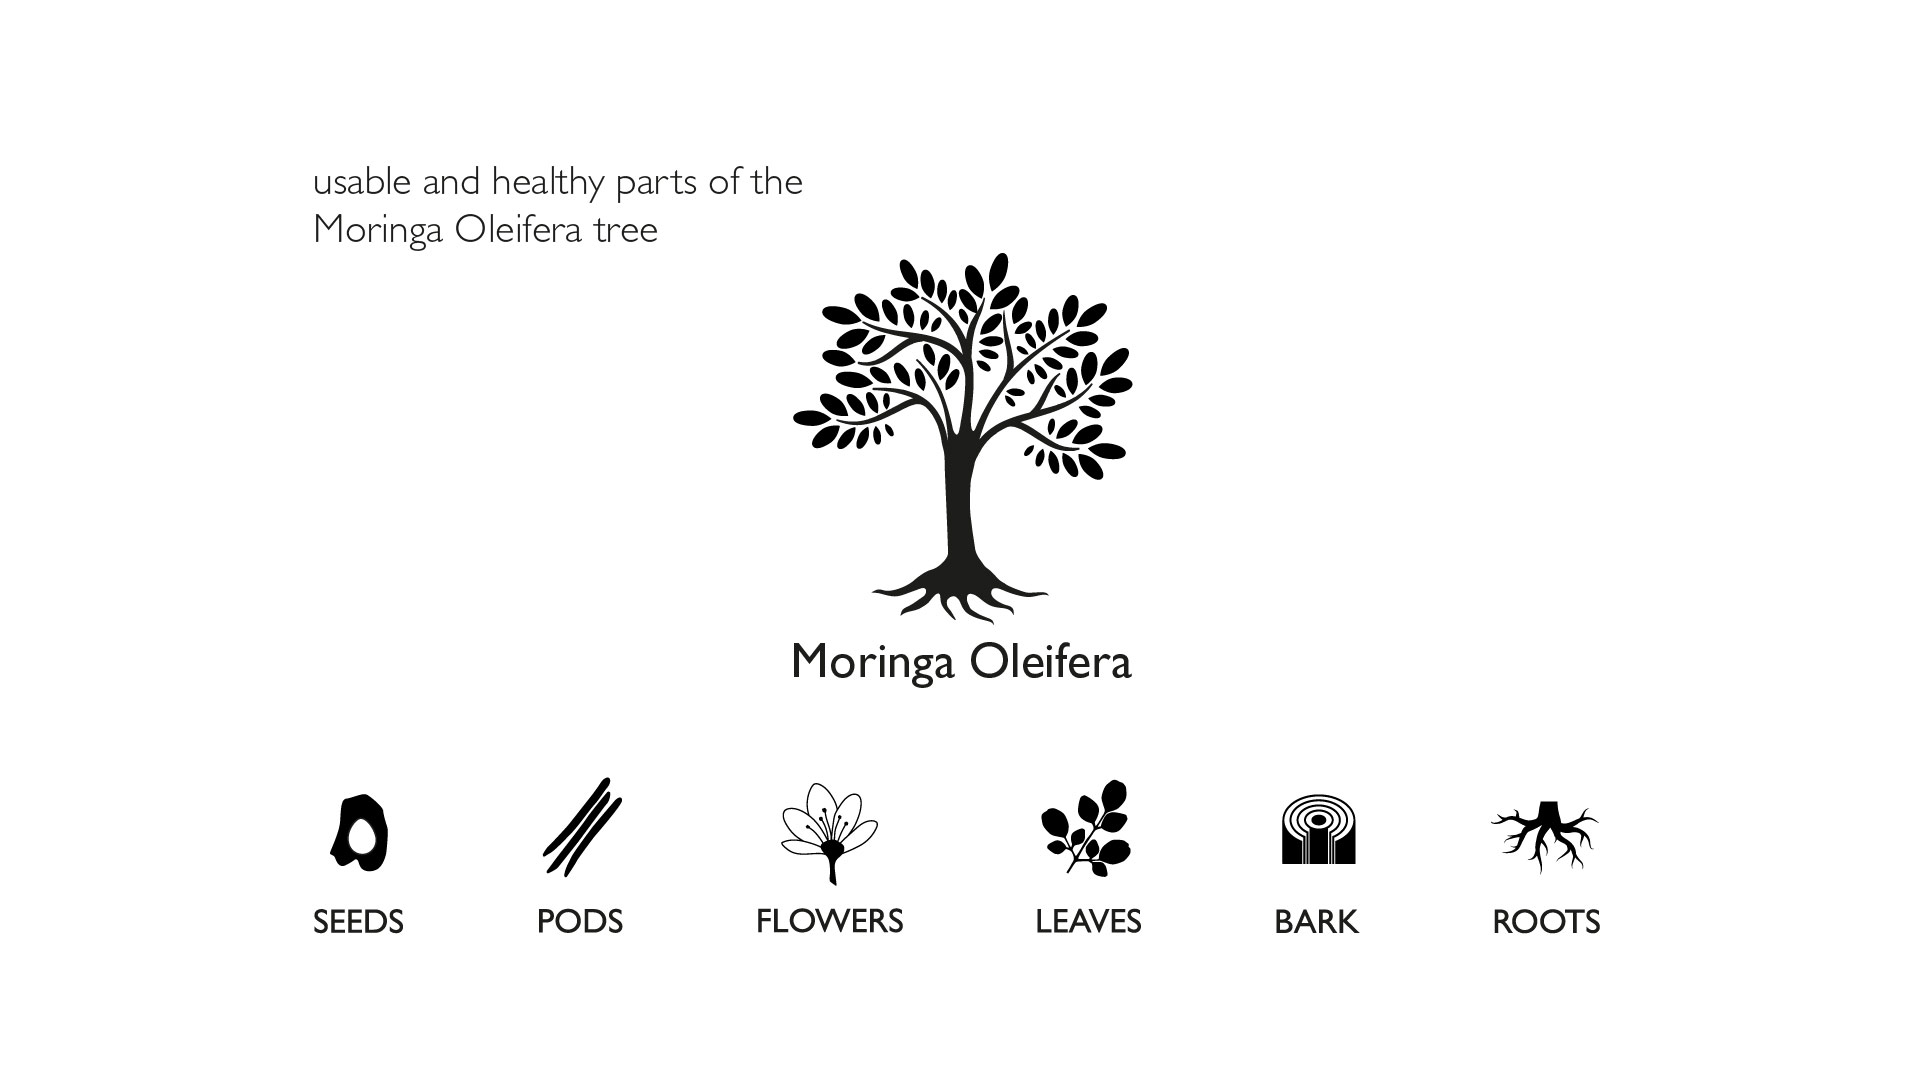 usable and healthy parts of the
Moringa Oleifera tree
Moringa Oleifera
SEEDS
PODS
FLOWERS
LEAVES
BARK
ROOTS